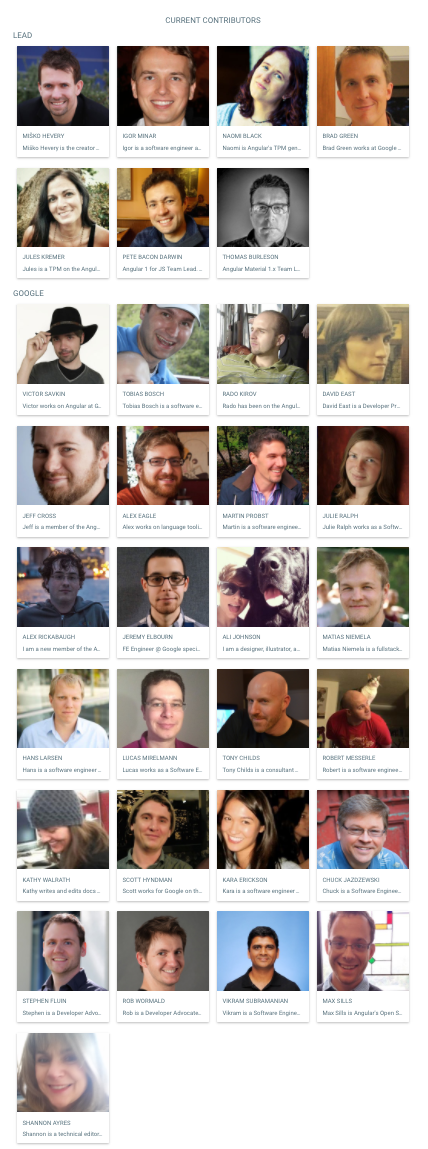 CURRENT CONTRIBUTORS
LEAD
MIŠKO HEVERY
Miško Hevery is the creator...
IGOR MINAR
Igor is a software engineer a..
NAOMI BLACK
Naomi is Angular's TPM gen..
BRAD GREEN
Brad Green works at Google ...
JULES KREMER
Jules is a TPM on the Angul..
PETE BACON DARWIN
Angular 1 for JS Team Lead ...
THOMAS BURLESON
Angular Material 1.x Team L..
GOOGLE
VICTOR SAVKIN
Victor works on Angular at G..
TOBIAS BOSCH
Tobias Bosch is a software e..
RADO KIROV
Rado has been on the Angul..
DAVID EAST
David East is a Developer Pr..
JEFF CROSS
Jeff is a member of the Ang..
ALEX EAGLE
Alex works on language tooli..
MARTIN PROBST
Martin is a software enginee..
JULIE RALPH
Julie Ralph works as a Softw..
ALEX RICKABAUGH
I am a new member of the A..
JEREMY ELBOURN
FE Engineer @ Google speci..
ALI JOHNSON
I am a designer, illustrator, a..
MATIAS NIEMELA
Matias Niemela is a fullstack..
HANS LARSEN
Hans is a software engineer ...
LUCAS MIRELMANN
Lucas works as a Software E..
TONY CHILDS
Tony Childs is a consultant...
ROBERT MESSERLE
Robert is a software enginee..
KATHY WALRATH
Kathy writes and edits docs ...
SCOTT HYNDMAN
Scott works for Google on th..
KARA ERICKSON
Kara is a software engineer ...
CHUCK JAZDZEWSKI
Chuck is a Software Enginee..
STEPHEN FLUIN
Stephen is a Developer Advo..
ROB WORMALD
Rob is a Developer Advocate..
VIKRAM SUBRAMANIAN
Vikram is a Software Engine..
MAX SILLS
Max Sills is Angular's Open S..
SHANNON AYRES
Shannon is a technical editor..